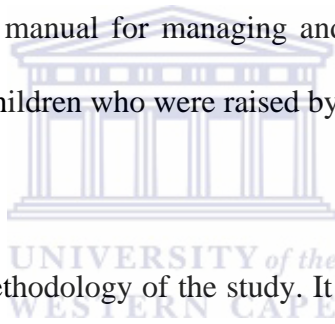 manual for managing and
hildren who were raised by
UNIVERSITY of the
ethodology of the study. It
WESTERN CAPE